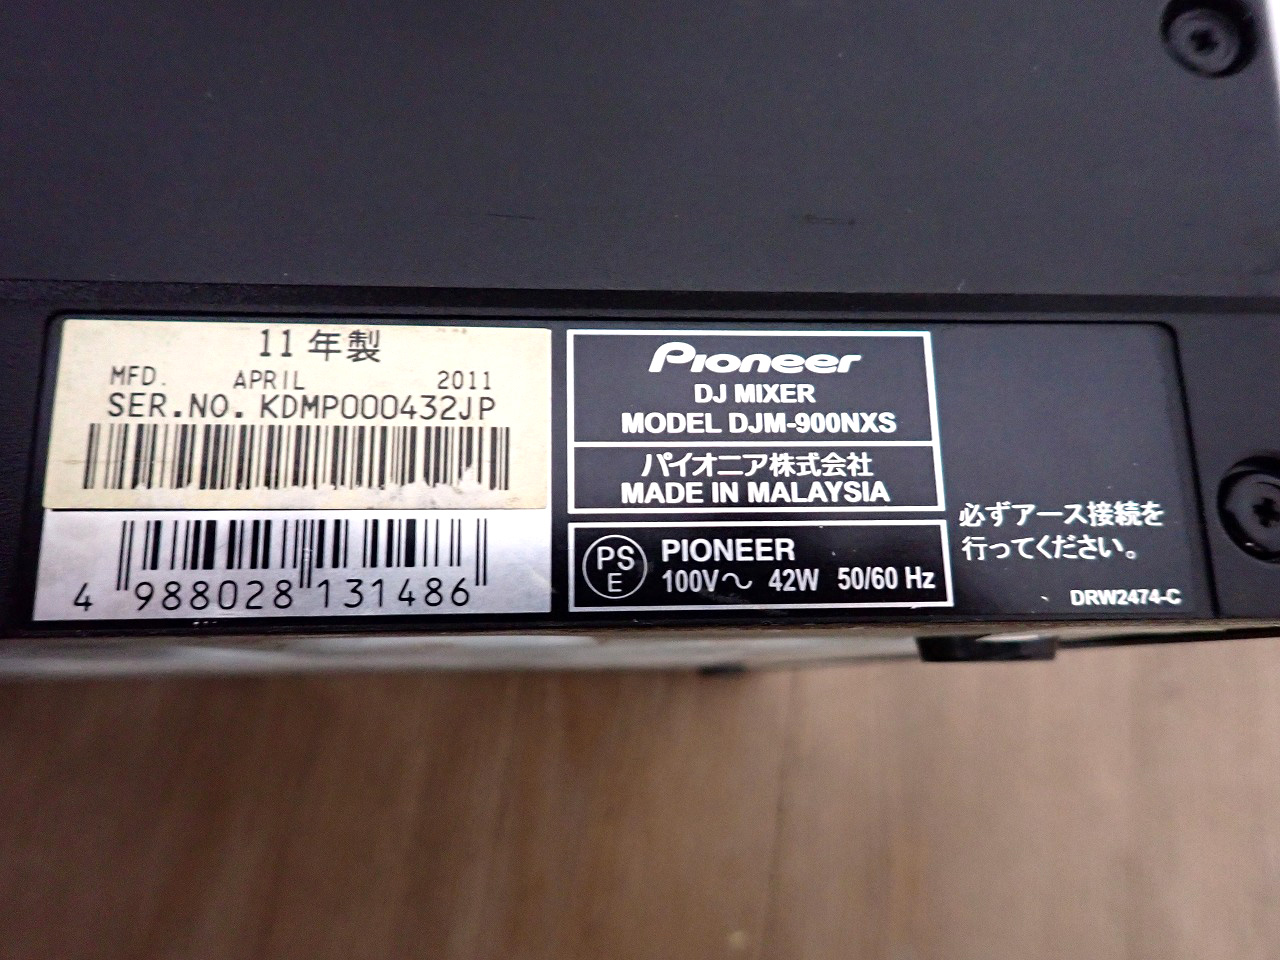 11年製
MFD. APRIL 2011
SER.NO. KDMP000432JP
4 988028 131486
Pioneer
DJ MIXER
MODEL DJM-900NXS
パイオニア株式会社
MADE IN MALAYSIA
PS
E
PIONEER
100V～ 42W 50/60 Hz
必ずアース接続を
行ってください。
DRW2474-C